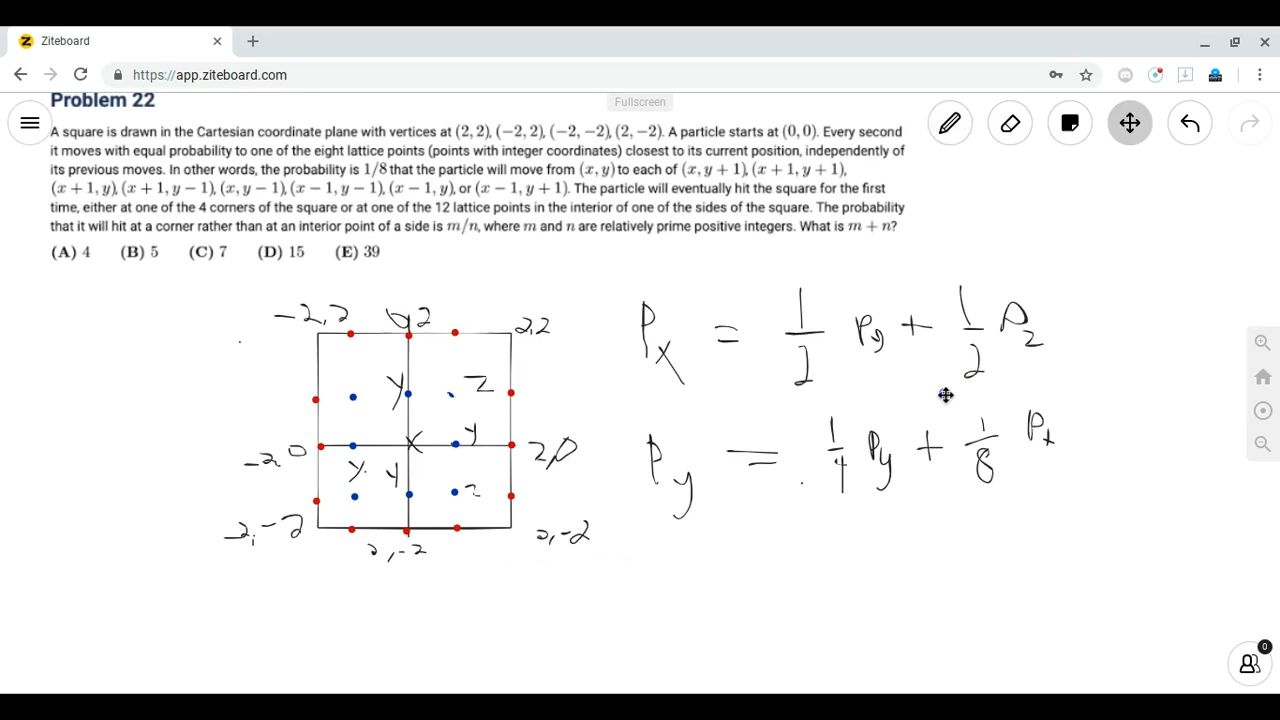 Ziteboard
https://app.ziteboard.com
Fullscreen
Problem 22
A square is drawn in the Cartesian coordinate plane with vertices at (2, 2), (−2, 2), (−2, −2), (2, −2). A particle starts at (0, 0). Every second
it moves with equal probability to one of the eight lattice points (points with integer coordinates) closest to its current position, independently of
its previous moves. In other words, the probability is 1/8 that the particle will move from (x, y) to each of (x, y + 1), (x + 1, y + 1),
(x + 1, y), (x + 1, y − 1), (x, y − 1), (x − 1, y − 1), (x − 1, y), or (x − 1, y + 1). The particle will eventually hit the square for the first
time, either at one of the 4 corners of the square or at one of the 12 lattice points in the interior of one of the sides of the square. The probability
that it will hit at a corner rather than at an interior point of a side is m/n, where m and n are relatively prime positive integers. What is m + n?
(A) 4 (B) 5 (C) 7 (D) 15 (E) 39
-2,2 0,2 2,2
Px = 1/2 Py + 1/2 Pz
y z
-2,0 x y 2,0
Py = 1/4 Py + 1/8 Px
y y z
-2,-2 0,-2 2,-2
0